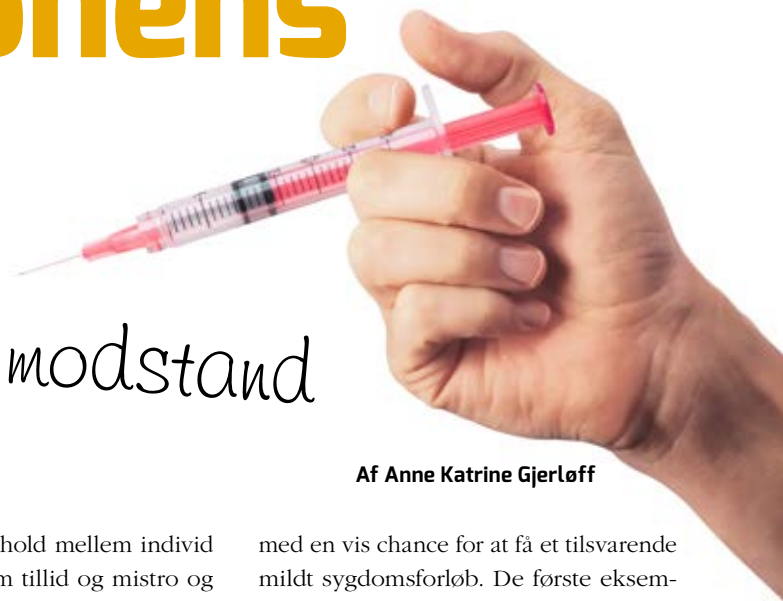 modstand
Af Anne Katrine Gjerløff
hold mellem individ
tillid og mistro og
med en vis chance for at få et tilsvarende
mildt sygdomsforløb. De første eksem-